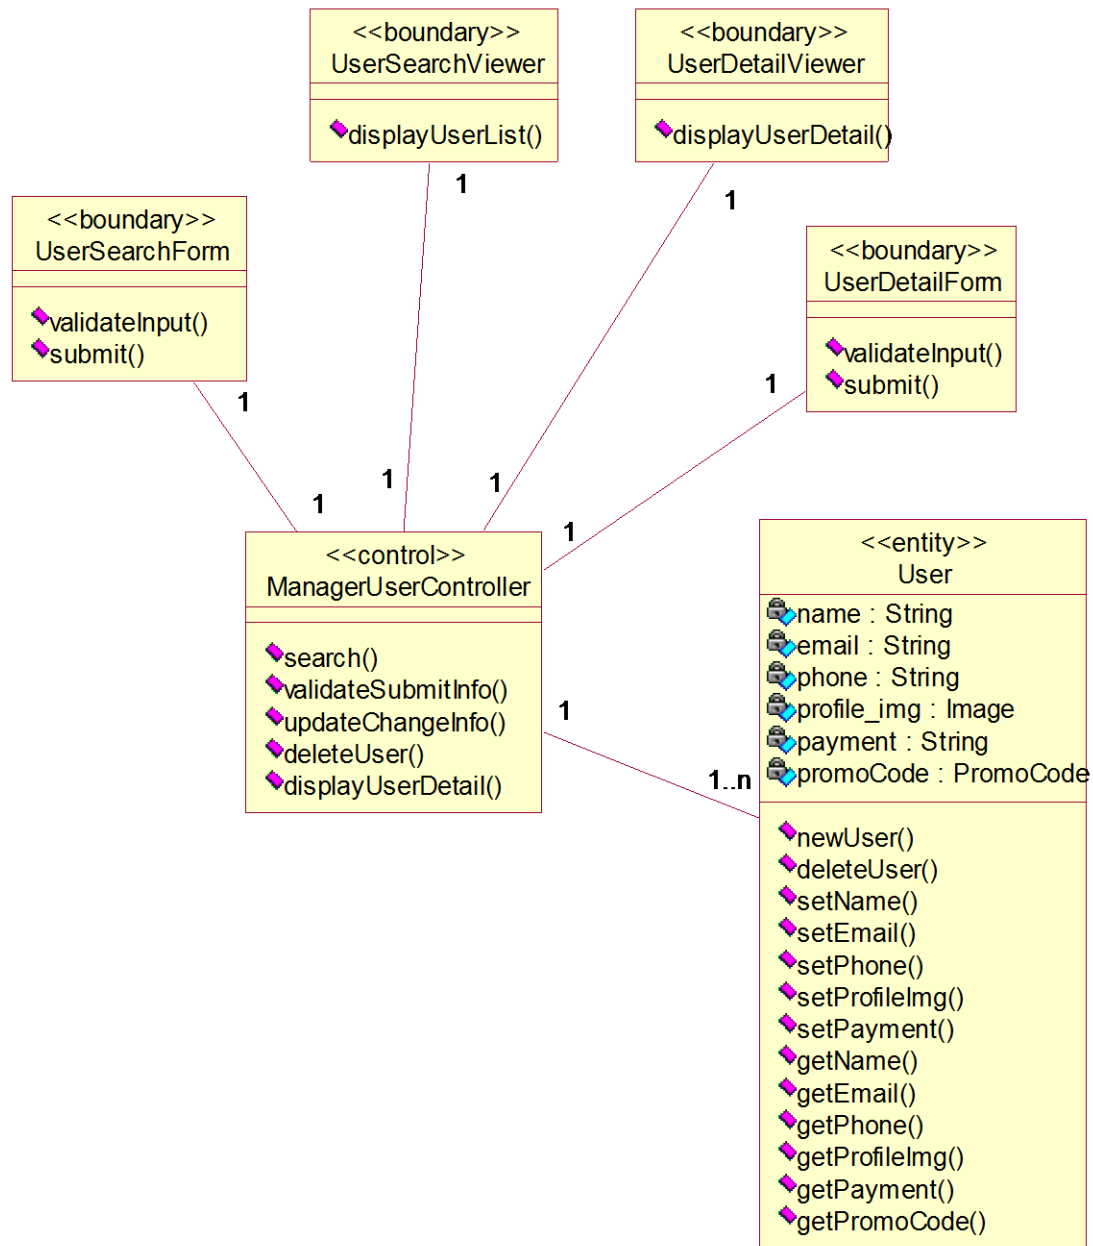 <<boundary>>
UserSearchViewer
displayUserList()
<<boundary>>
UserDetailViewer
displayUserDetail()
1
1
<<boundary>>
UserSearchForm
validateInput()
submit()
<<boundary>>
UserDetailForm
validateInput()
submit()
1
1
1
1
1
1
<<control>>
ManagerUserController
search()
validateSubmitInfo()
updateChangeInfo()
deleteUser()
displayUserDetail()
1
1..n
<<entity>>
User
name : String
email : String
phone : String
profile_img : Image
payment : String
promoCode : PromoCode
newUser()
deleteUser()
setName()
setEmail()
setPhone()
setProfileImg()
setPayment()
getName()
getEmail()
getPhone()
getProfileImg()
getPayment()
getPromoCode()